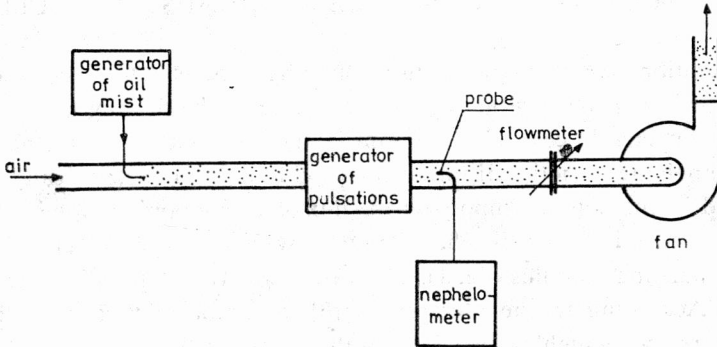 generator
of oil
mist
probe
flowmeter
air
generator
of
pulsations
fan
nephelo-
meter